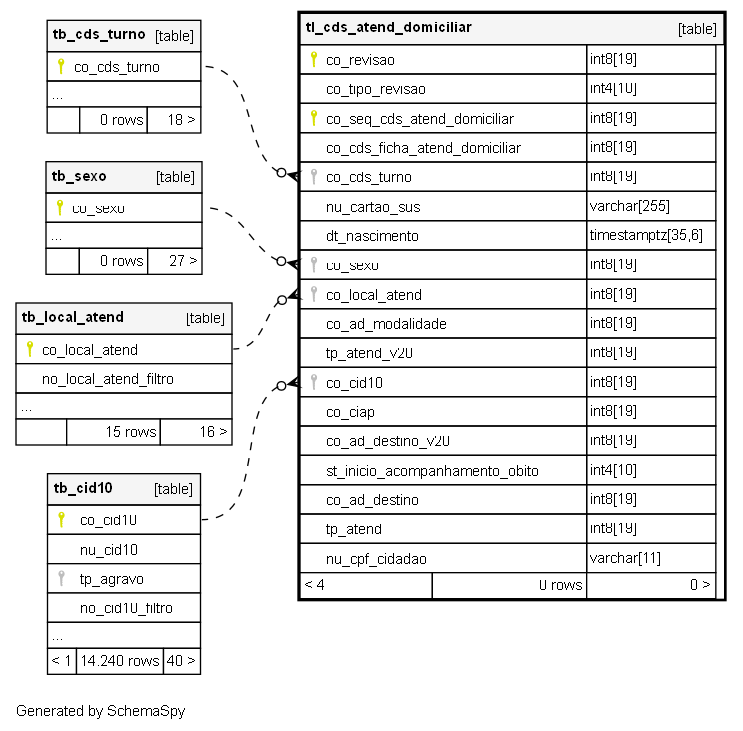 tb_cds_turno [table]
co_cds_turno
...
0 rows 18 >
tb_sexo [table]
co_sexo
...
0 rows 27 >
tb_local_atend [table]
co_local_atend
no_local_atend_filtro
...
15 rows 16 >
tb_cid10 [table]
co_cid10
nu_cid10
tp_agravo
no_cid10_filtro
...
< 1 14.240 rows 40 >
tl_cds_atend_domiciliar [table]
co_revisao int8[19]
co_tipo_revisao int4[10]
co_seq_cds_atend_domiciliar int8[19]
co_cds_ficha_atend_domiciliar int8[19]
co_cds_turno int8[19]
nu_cartao_sus varchar[255]
dt_nascimento timestamptz[35,6]
co_sexo int8[19]
co_local_atend int8[19]
co_ad_modalidade int8[19]
tp_atend_v20 int8[19]
co_cid10 int8[19]
co_ciap int8[19]
co_ad_destino_v20 int8[19]
st_inicio_acompanhamento_obito int4[10]
co_ad_destino int8[19]
tp_atend int8[19]
nu_cpf_cidadao varchar[11]
< 4 0 rows 0 >
Generated by SchemaSpy